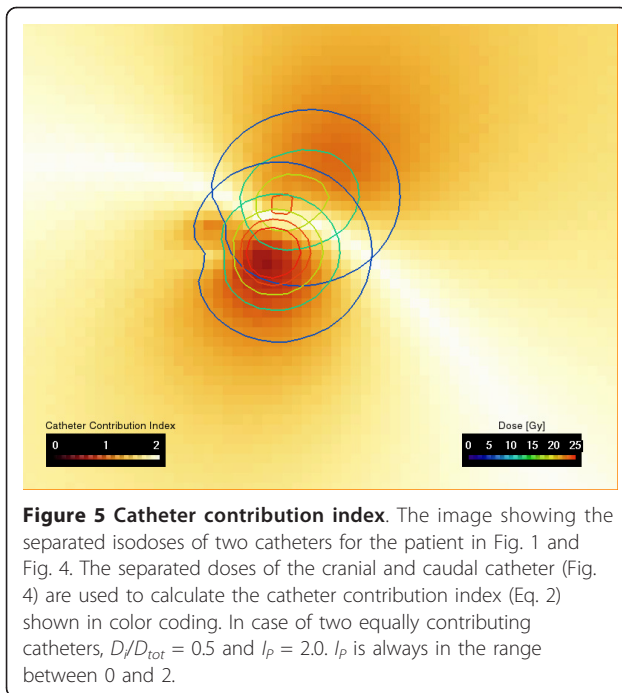 Catheter Contribution Index
0 1 2
Dose [Gy]
0 5 10 15 20 25
Figure 5 Catheter contribution index. The image showing the
separated isodoses of two catheters for the patient in Fig. 1 and
Fig. 4. The separated doses of the cranial and caudal catheter (Fig.
4) are used to calculate the catheter contribution index (Eq. 2)
shown in color coding. In case of two equally contributing
catheters, Di/Dtot = 0.5 and IP = 2.0. IP is always in the range
between 0 and 2.